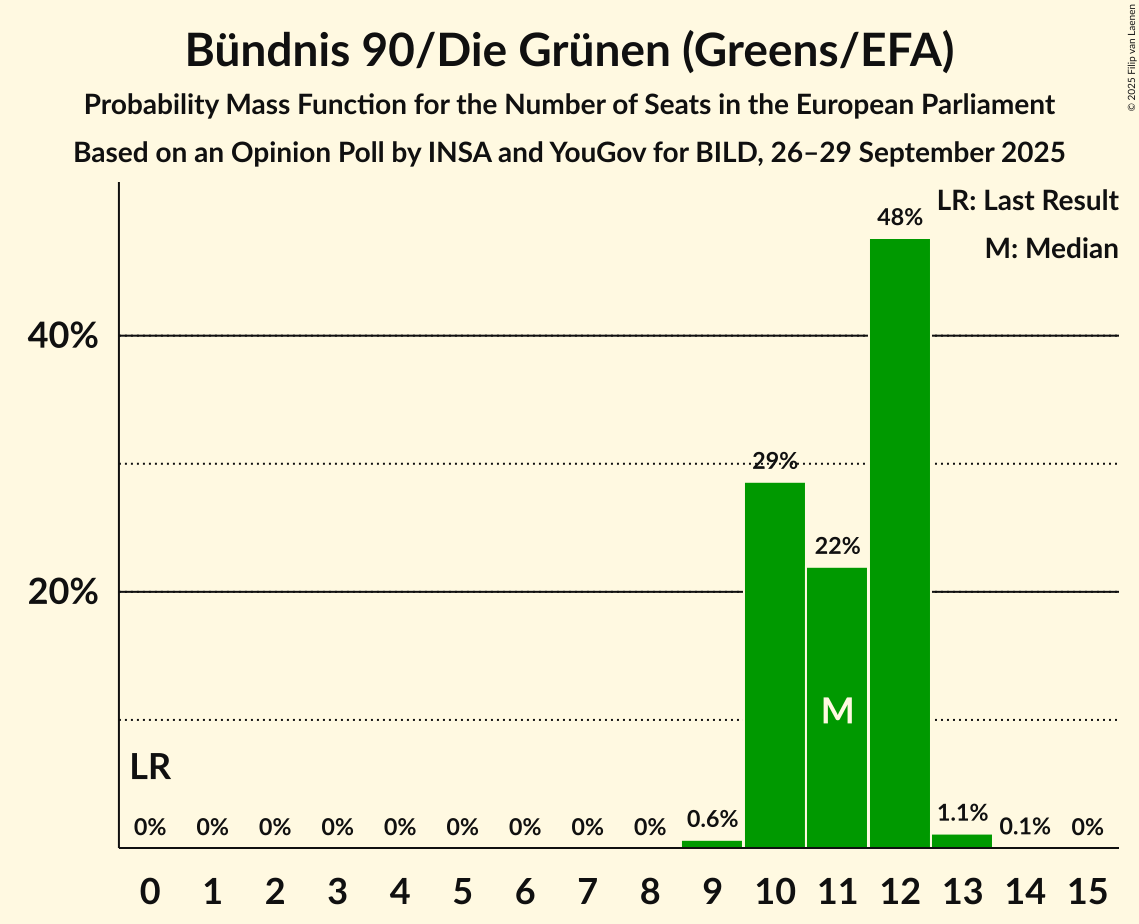 Bündnis 90/Die Grünen (Greens/EFA)
Probability Mass Function for the Number of Seats in the European Parliament
Based on an Opinion Poll by INSA and YouGov for BILD, 26–29 September 2025
© 2025 Filip van Laenen
LR: Last Result
M: Median
48%
40%
29%
22%
20%
M
LR
0% 0% 0% 0% 0% 0% 0% 0% 0% 0.6% 1.1% 0.1% 0%
0 1 2 3 4 5 6 7 8 9 10 11 12 13 14 15